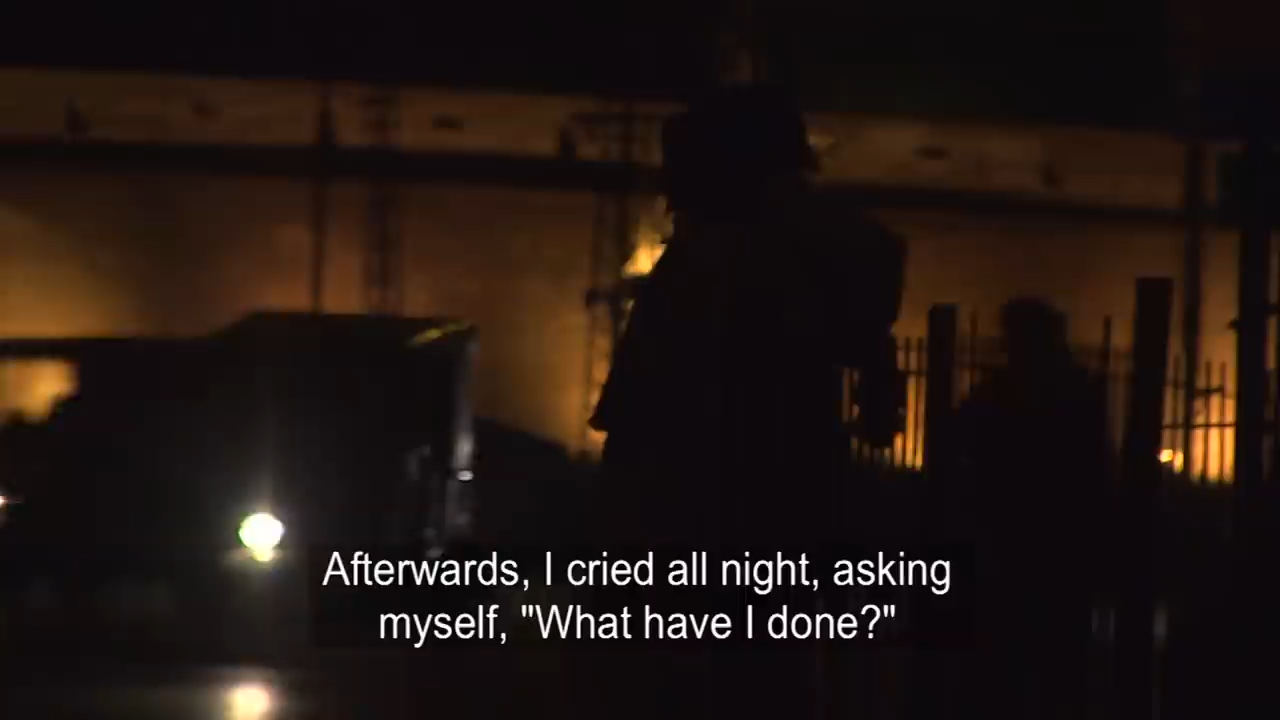 Afterwards, I cried all night, asking
myself, "What have I done?"